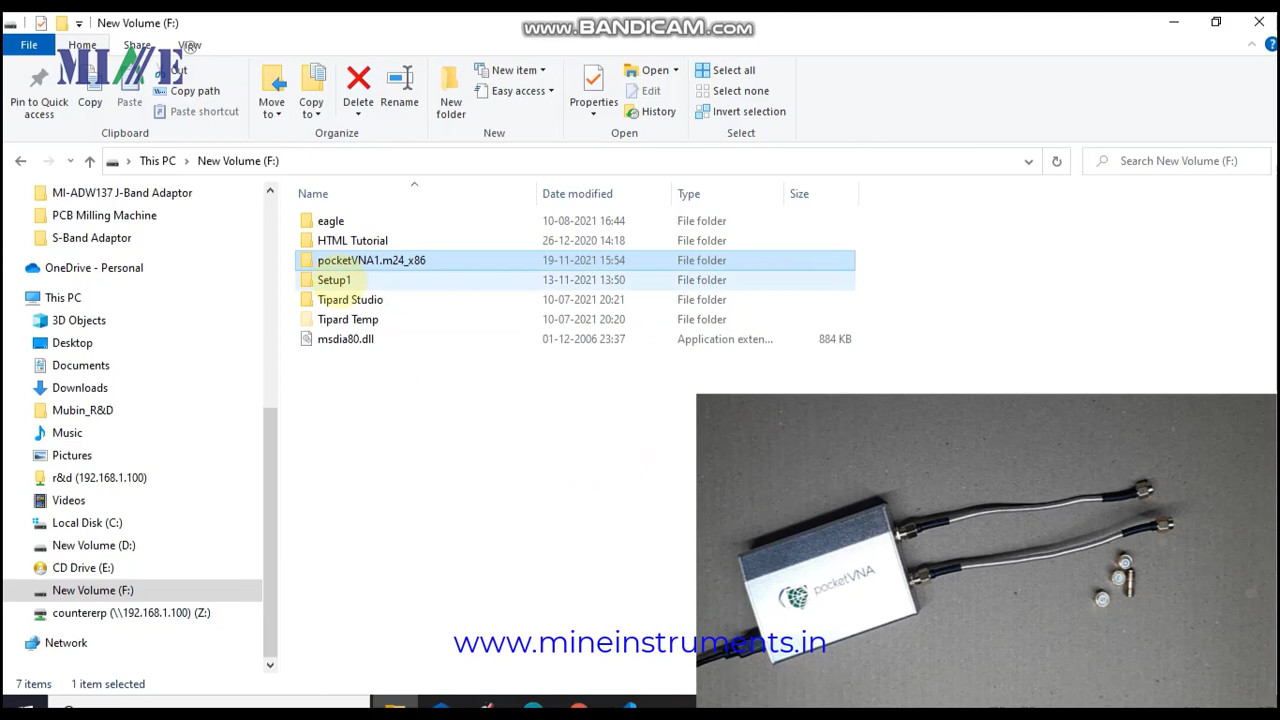 New Volume (F:)
www.BANDICAM.com
File
Home
Share
View
MINE
®
Pin to Quick access
Copy
Paste
Cut
Copy path
Paste shortcut
Clipboard
Move to
Copy to
Delete
Rename
Organize
New folder
New item
Easy access
New
Properties
Open
Edit
History
Open
Select all
Select none
Invert selection
Select
This PC
New Volume (F:)
Search New Volume (F:)
Name
Date modified
Type
Size
MI-ADW137 J-Band Adaptor
PCB Milling Machine
S-Band Adaptor
OneDrive - Personal
This PC
3D Objects
Desktop
Documents
Downloads
Mubin_R&D
Music
Pictures
r&d (192.168.1.100)
Videos
Local Disk (C:)
New Volume (D:)
CD Drive (E:)
New Volume (F:)
countererp (\\192.168.1.100) (Z:)
Network
eagle 10-08-2021 16:44 File folder
HTML Tutorial 26-12-2020 14:18 File folder
pocketVNA1.m24_x86 19-11-2021 15:54 File folder
Setup1 13-11-2021 13:50 File folder
Tipard Studio 10-07-2021 20:21 File folder
Tipard Temp 10-07-2021 20:20 File folder
msdia80.dll 01-12-2006 23:37 Application exten... 884 KB
pocketVNA
www.mineinstruments.in
7 items 1 item selected